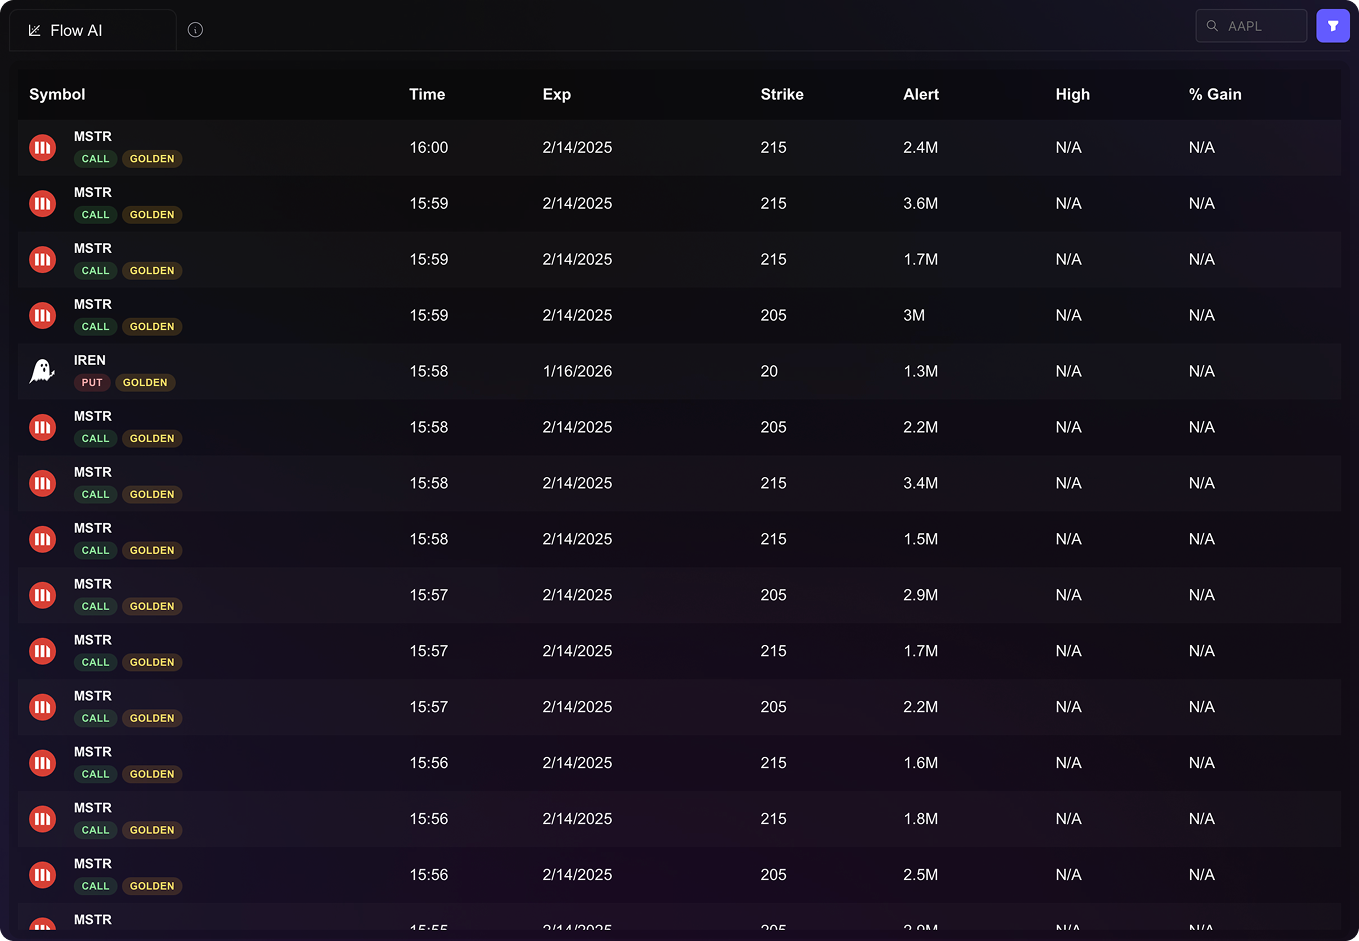 Flow AI
AAPL
Symbol Time Exp Strike Alert High % Gain
MSTR
CALL GOLDEN 16:00 2/14/2025 215 2.4M N/A N/A
MSTR
CALL GOLDEN 15:59 2/14/2025 215 3.6M N/A N/A
MSTR
CALL GOLDEN 15:59 2/14/2025 215 1.7M N/A N/A
MSTR
CALL GOLDEN 15:59 2/14/2025 205 3M N/A N/A
IREN
PUT GOLDEN 15:58 1/16/2026 20 1.3M N/A N/A
MSTR
CALL GOLDEN 15:58 2/14/2025 205 2.2M N/A N/A
MSTR
CALL GOLDEN 15:58 2/14/2025 215 3.4M N/A N/A
MSTR
CALL GOLDEN 15:58 2/14/2025 215 1.5M N/A N/A
MSTR
CALL GOLDEN 15:57 2/14/2025 205 2.9M N/A N/A
MSTR
CALL GOLDEN 15:57 2/14/2025 215 1.7M N/A N/A
MSTR
CALL GOLDEN 15:57 2/14/2025 205 2.2M N/A N/A
MSTR
CALL GOLDEN 15:56 2/14/2025 215 1.6M N/A N/A
MSTR
CALL GOLDEN 15:56 2/14/2025 215 1.8M N/A N/A
MSTR
CALL GOLDEN 15:56 2/14/2025 205 2.5M N/A N/A
MSTR